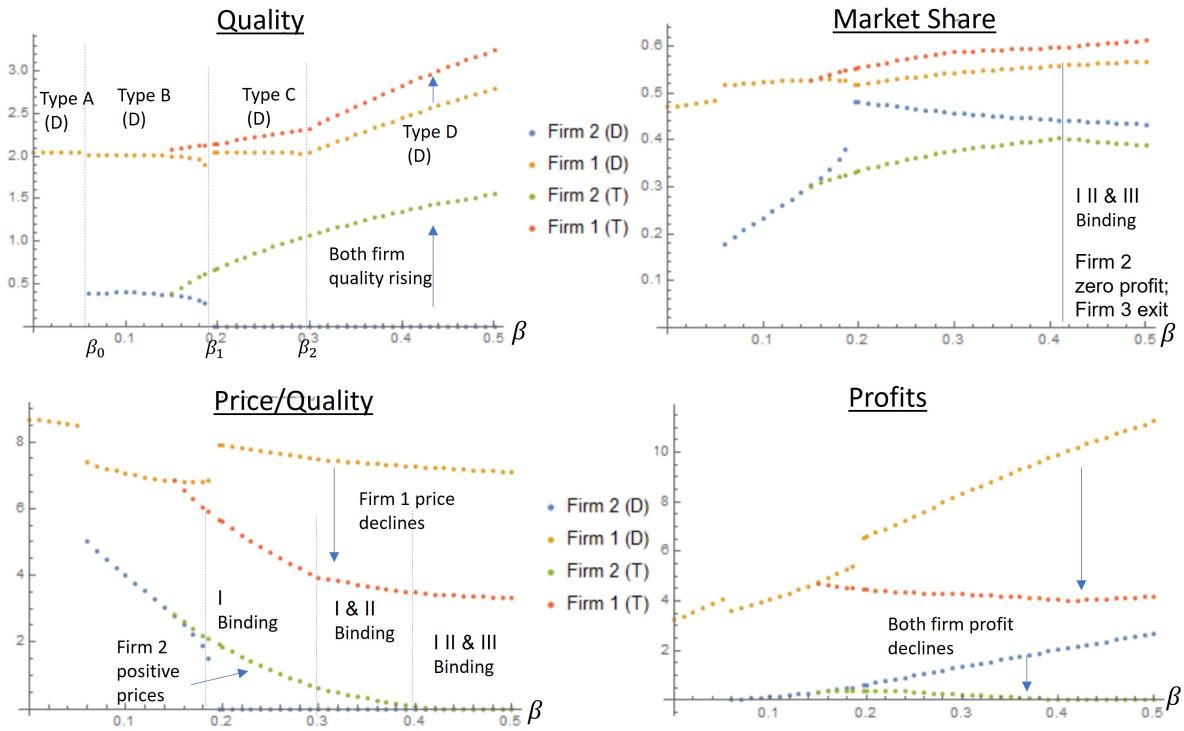 Quality
3.0
2.5
2.0
1.5
1.0
0.5
Type A
(D)
Type B
(D)
Type C
(D)
Type D
(D)
Both firm
quality rising
0.1
0.2
0.3
0.4
0.5
β
β0
β1
β2
Firm 2 (D)
Firm 1 (D)
Firm 2 (T)
Firm 1 (T)
Market Share
0.6
0.5
0.4
0.3
0.2
0.1
I II & III
Binding
Firm 2
zero profit;
Firm 3 exit
0.1
0.2
0.3
0.4
0.5
β
Price/Quality
8
6
4
2
Firm 1 price
declines
I
Binding
I & II
Binding
I II & III
Binding
Firm 2
positive
prices
0.1
0.2
0.3
0.4
0.5
β
Firm 2 (D)
Firm 1 (D)
Firm 2 (T)
Firm 1 (T)
Profits
10
8
6
4
2
Both firm profit
declines
0.1
0.2
0.3
0.4
0.5
β